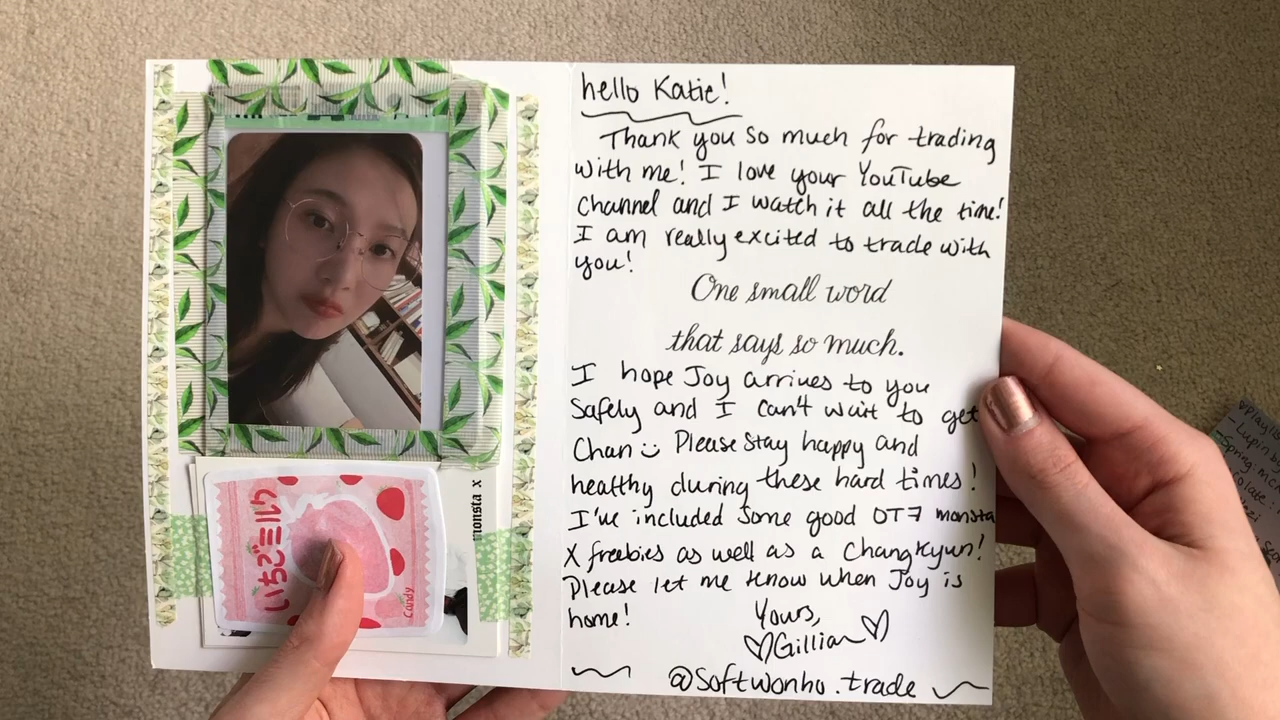 hello Katie!
Thank you so much for trading
with me! I love your YouTube
Channel and I watch it all the time!
I am really excited to trade with
you!
One small word
that says so much.
I hope Joy arrives to you
Safely and I can't wait to get
Chan Please stay happy and
healthy during these hard times!
I've included some good OT7 monsta
X freebies as well as a Changkyun!
Please let me know when Joy is
home!
Yours,
Gillian
@Softwonho.trade
monsta x
いちごミルク
Candy